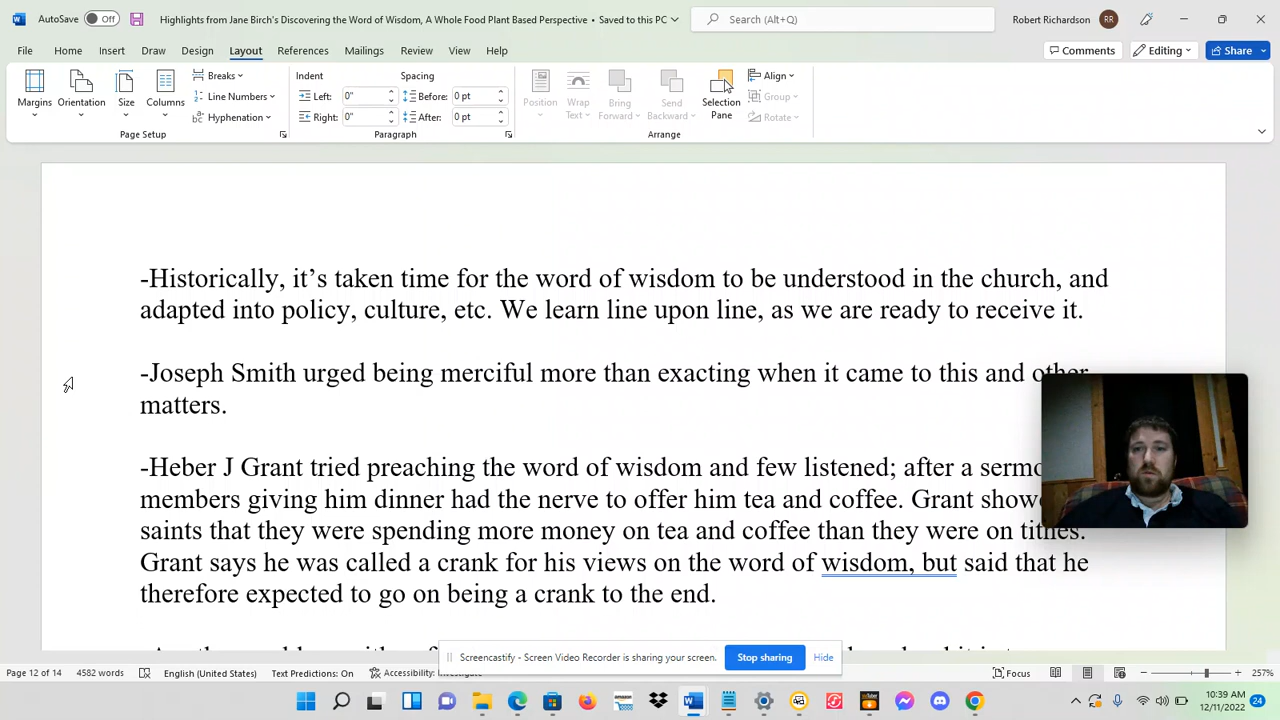 AutoSave Off Highlights from Jane Birch's Discovering the Word of Wisdom, A Whole Food Plant Based Perspective • Saved to this PC Search (Alt+Q) Robert Richardson RR
File Home Insert Draw Design Layout References Mailings Review View Help Comments Editing Share
Margins Orientation Size Columns Breaks Line Numbers Hyphenation
Page Setup
Indent Spacing
Left: 0" Before: 0 pt
Right: 0" After: 0 pt
Paragraph
Position Wrap Text Bring Forward Send Backward Selection Pane Align Group Rotate
Arrange
-Historically, it’s taken time for the word of wisdom to be understood in the church, and
adapted into policy, culture, etc. We learn line upon line, as we are ready to receive it.
-Joseph Smith urged being merciful more than exacting when it came to this and other
matters.
-Heber J Grant tried preaching the word of wisdom and few listened; after a
members giving him dinner had the nerve to offer him tea and coffee. Grant
saints that they were spending more money on tea and coffee than they were on tithes.
Grant says he was called a crank for his views on the word of wisdom, but said that he
therefore expected to go on being a crank to the end.
Screencastify - Screen Video Recorder is sharing your screen. Stop sharing Hide
Page 12 of 14 4582 words English (United States) Text Predictions: On Accessibility: Investigate Focus 257%
10:39 AM
12/11/2022 24